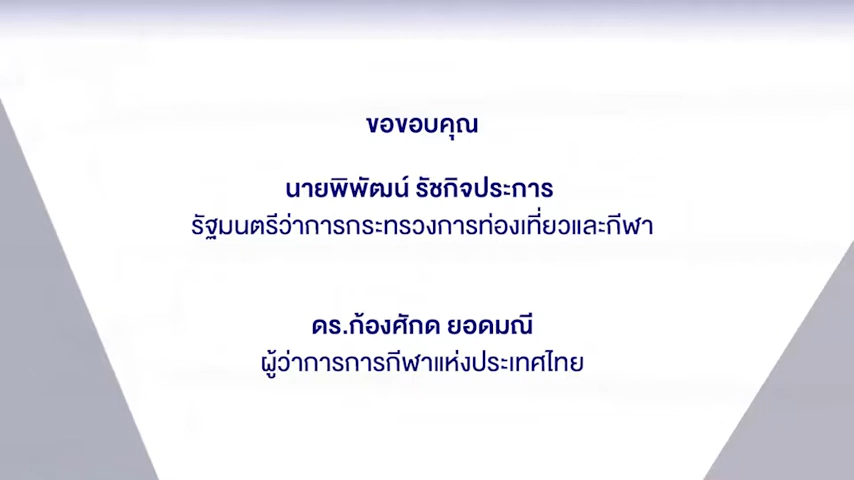 ขอขอบคุณ
นายพิพัฒน์ รัชกิจประการ
รัฐมนตรีว่าการกระทรวงการท่องเที่ยวและกีฬา
ดร.ก้องศักด ยอดมณี
ผู้ว่าการการกีฬาแห่งประเทศไทย